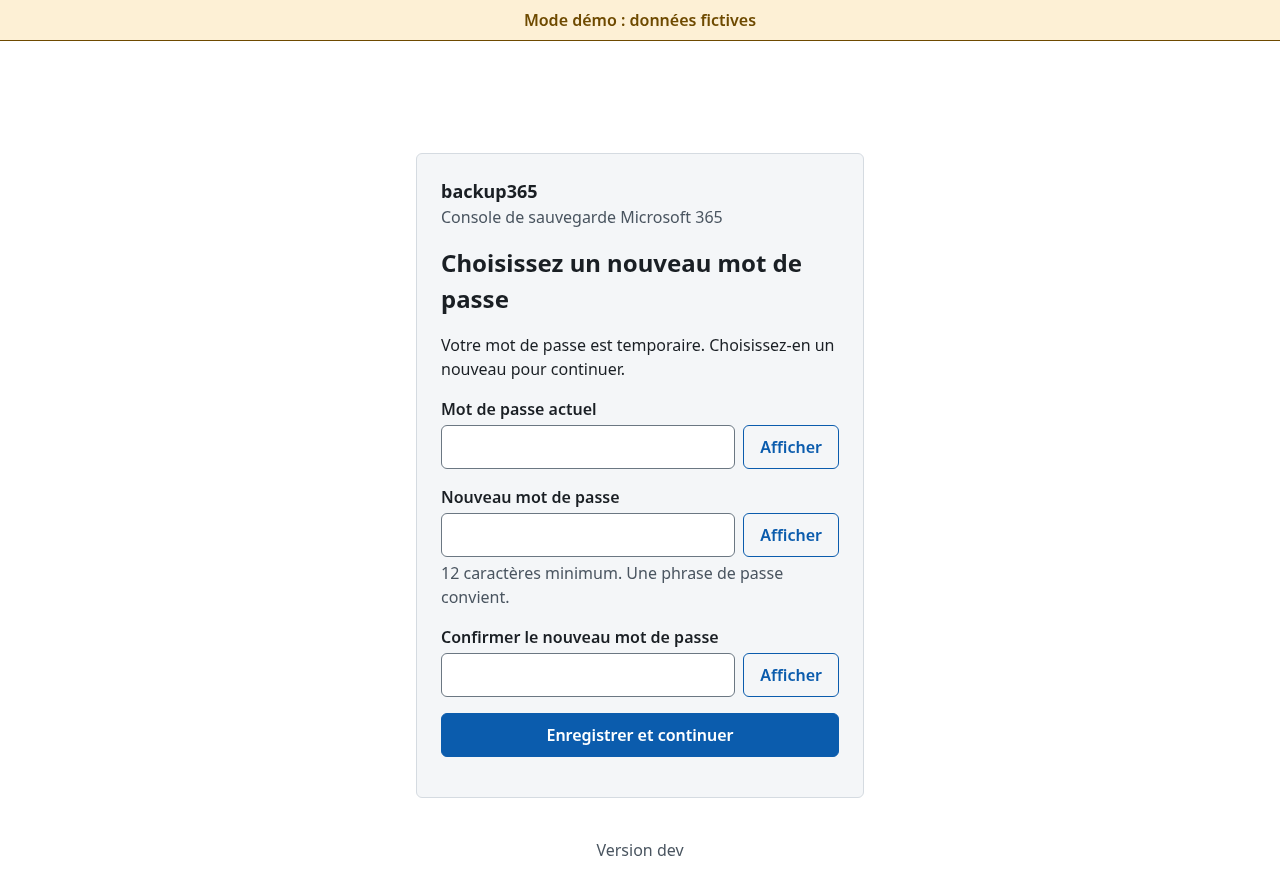 Mode démo : données fictives
backup365
Console de sauvegarde Microsoft 365
Choisissez un nouveau mot de
passe
Votre mot de passe est temporaire. Choisissez-en un
nouveau pour continuer.
Mot de passe actuel
Afficher
Nouveau mot de passe
Afficher
12 caractères minimum. Une phrase de passe
convient.
Confirmer le nouveau mot de passe
Afficher
Enregistrer et continuer
Version dev